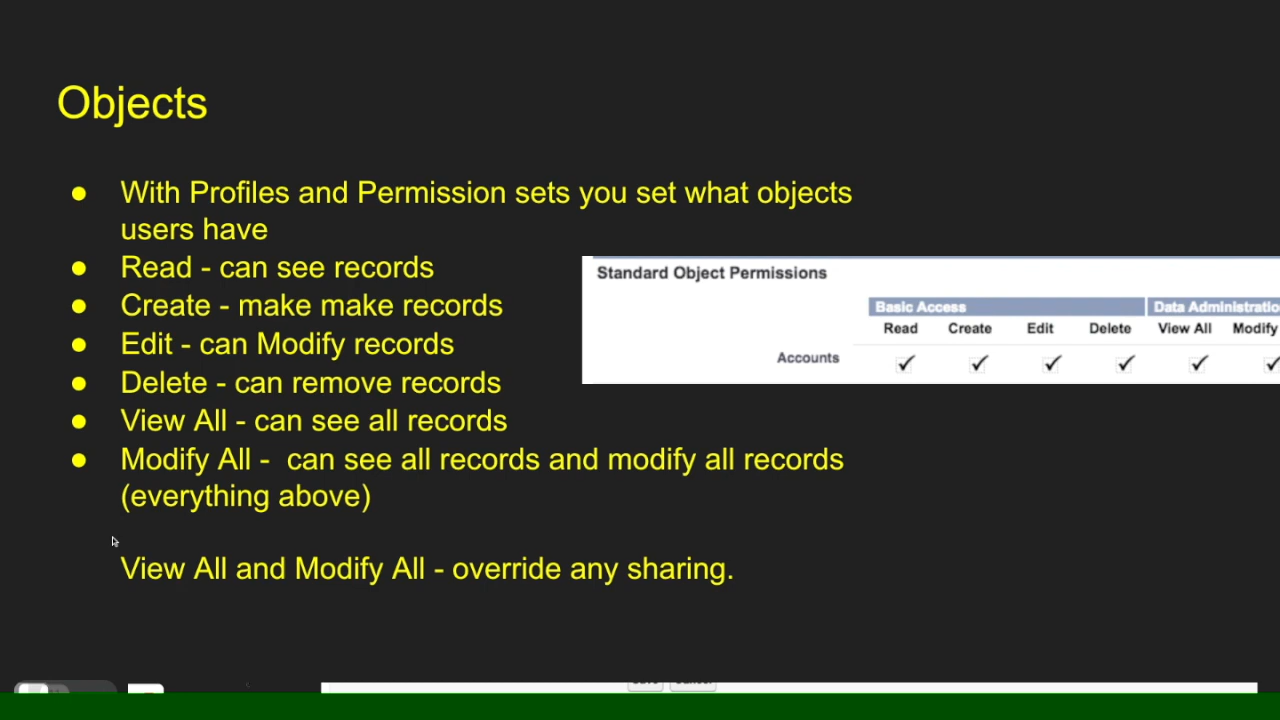 Objects
● With Profiles and Permission sets you set what objects
users have
● Read - can see records
● Create - make make records
● Edit - can Modify records
● Delete - can remove records
● View All - can see all records
● Modify All -  can see all records and modify all records
(everything above)
View All and Modify All - override any sharing.
Standard Object Permissions
Basic Access Data Administratio
Read Create Edit Delete View All Modify
Accounts